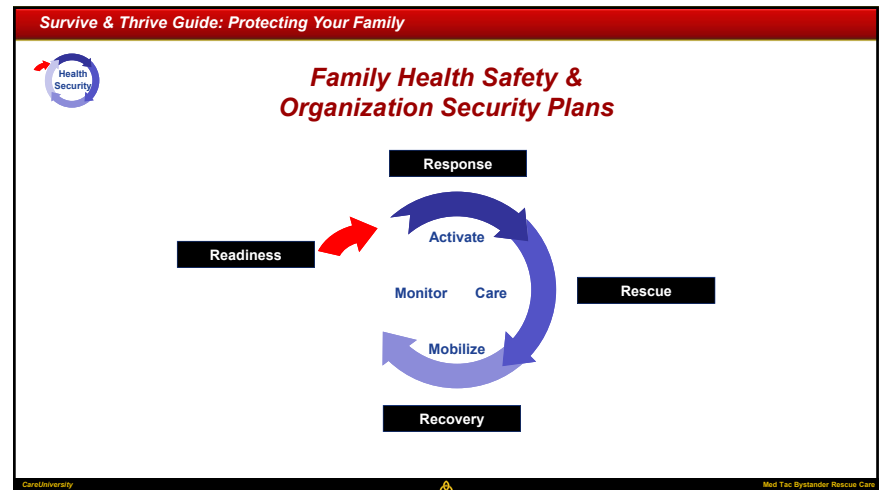 Survive & Thrive Guide: Protecting Your Family
Health
Security
Family Health Safety &
Organization Security Plans
Response
Activate
Readiness
Monitor Care
Rescue
Mobilize
Recovery
CareUniversity
Med Tac Bystander Rescue Care